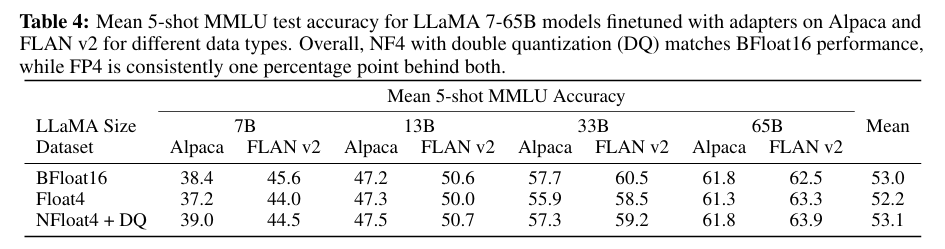 Table 4: Mean 5-shot MMLU test accuracy for LLaMA 7-65B models finetuned with adapters on Alpaca and
FLAN v2 for different data types. Overall, NF4 with double quantization (DQ) matches BFloat16 performance,
while FP4 is consistently one percentage point behind both.
Mean 5-shot MMLU Accuracy
LLaMA Size 7B 13B 33B 65B Mean
Dataset Alpaca FLAN v2 Alpaca FLAN v2 Alpaca FLAN v2 Alpaca FLAN v2
BFloat16 38.4 45.6 47.2 50.6 57.7 60.5 61.8 62.5 53.0
Float4 37.2 44.0 47.3 50.0 55.9 58.5 61.3 63.3 52.2
NFloat4 + DQ 39.0 44.5 47.5 50.7 57.3 59.2 61.8 63.9 53.1